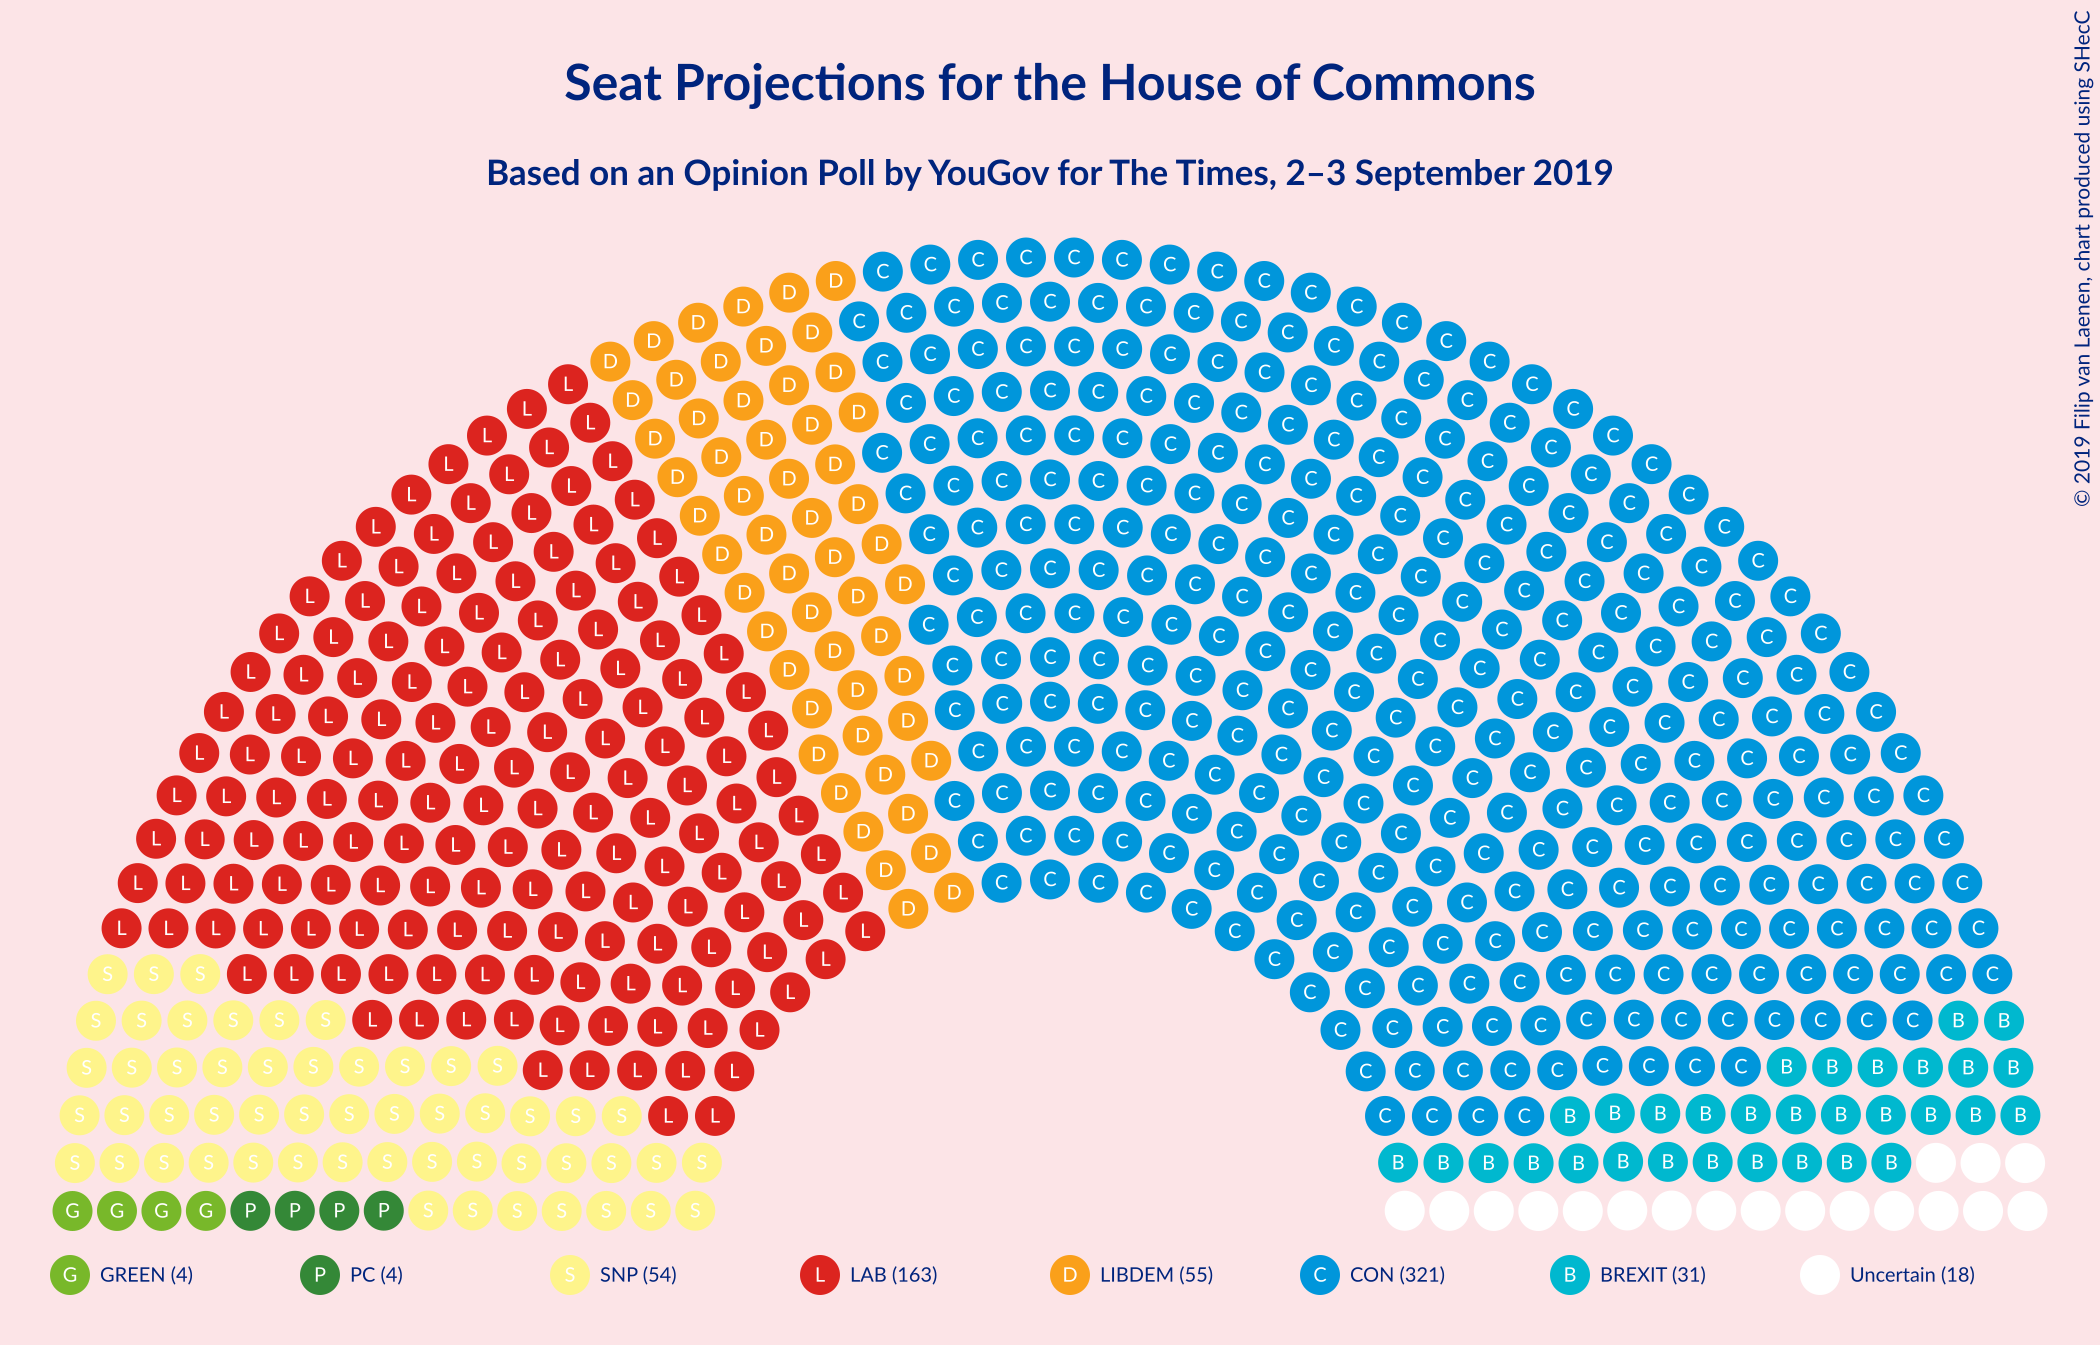 Seat Projections for the House of Commons
Based on an Opinion Poll by YouGov for The Times, 2–3 September 2019
© 2019 Filip van Laenen, chart produced using SHecC
G GREEN (4)
P PC (4)
S SNP (54)
L LAB (163)
D LIBDEM (55)
C CON (321)
B BREXIT (31)
Uncertain (18)